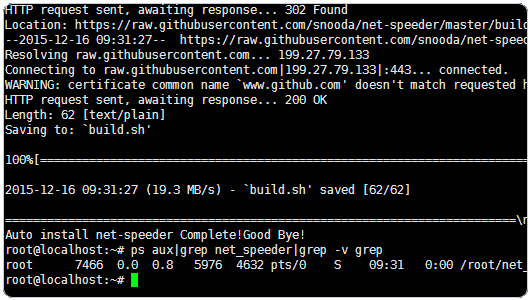 HTTP request sent, awaiting response... 302 Found
Location: https://raw.githubusercontent.com/snooda/net-speeder/master/build
--2015-12-16 09:31:27--  https://raw.githubusercontent.com/snooda/net-speed
Resolving raw.githubusercontent.com... 199.27.79.133
Connecting to raw.githubusercontent.com|199.27.79.133|:443... connected.
WARNING: certificate common name `www.github.com' doesn't match requested h
HTTP request sent, awaiting response... 200 OK
Length: 62 [text/plain]
Saving to: `build.sh'
100%[======================================================================
2015-12-16 09:31:27 (19.3 MB/s) - `build.sh' saved [62/62]
=========================================================================\n
Auto install net-speeder Complete!Good Bye!
root@localhost:~# ps aux|grep net_speeder|grep -v grep
root      7466  0.0  0.8   5976  4632 pts/0    S    09:31   0:00 /root/net_
root@localhost:~#